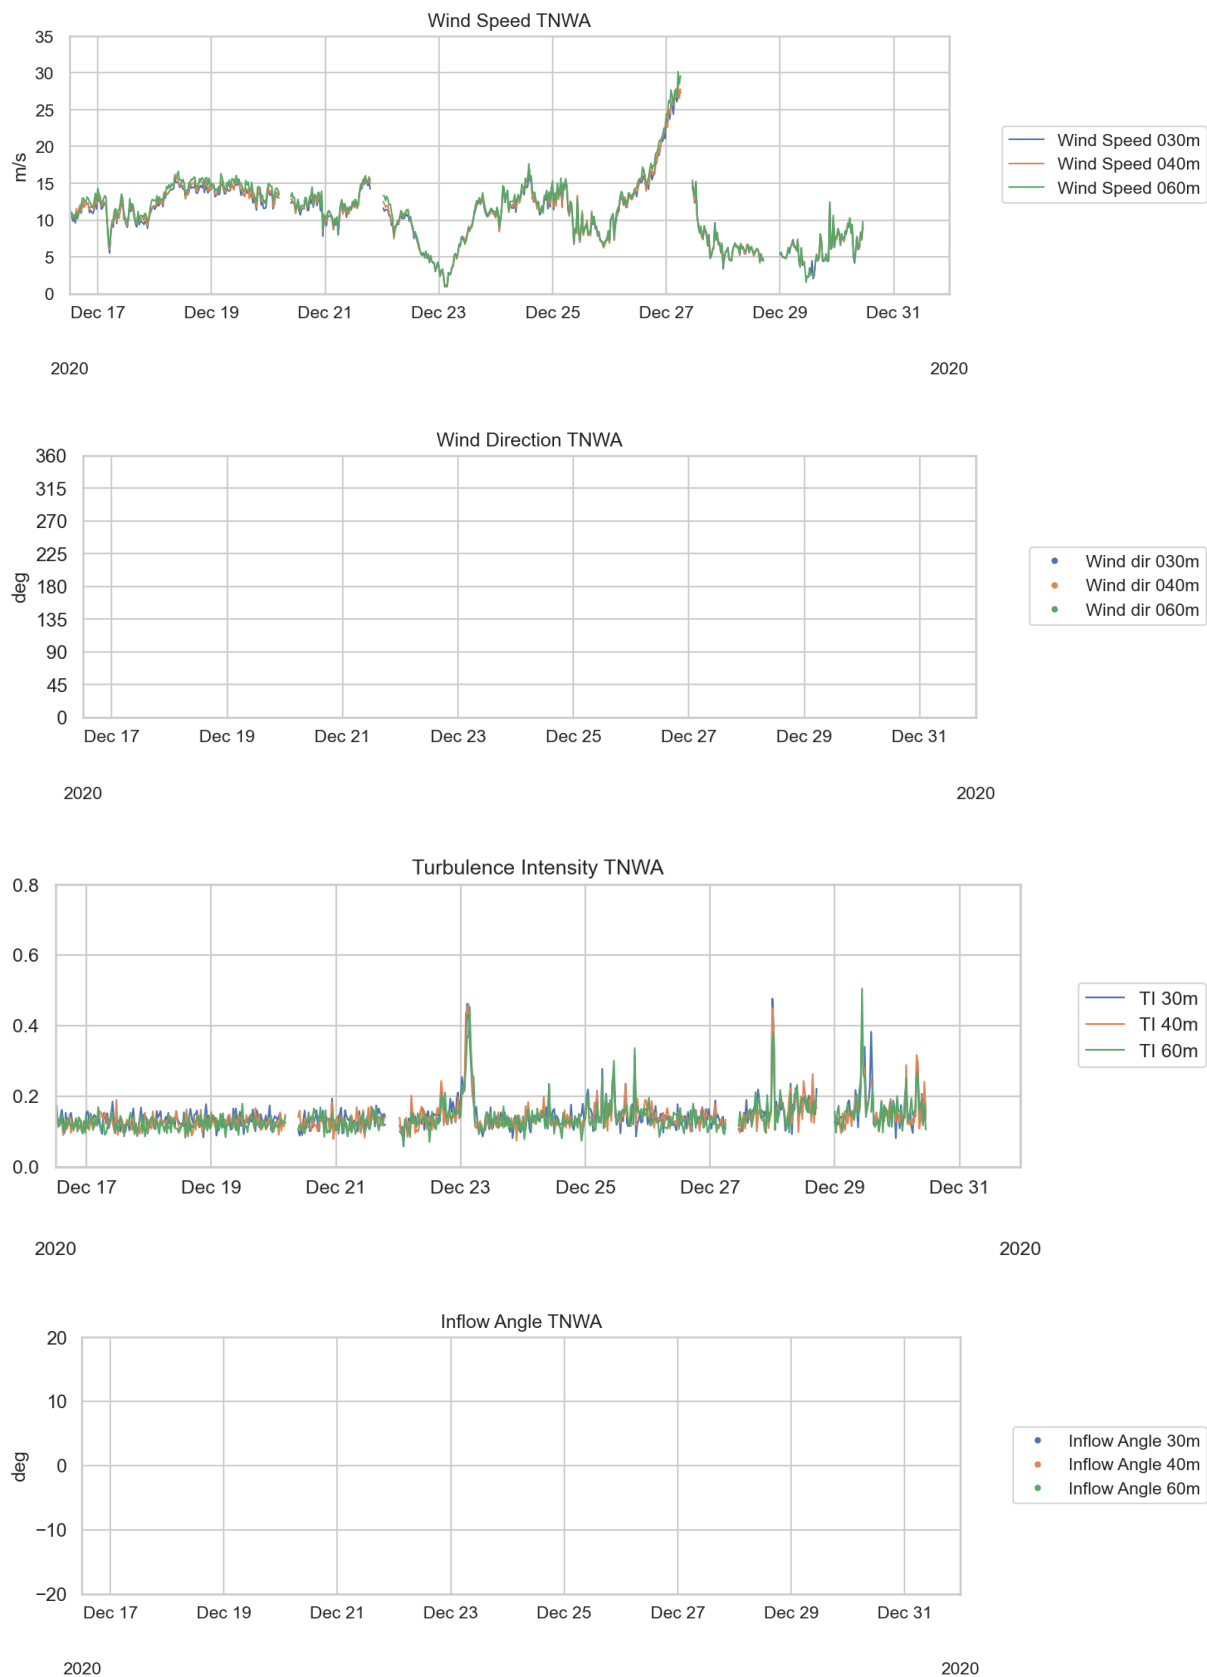 Wind Speed TNWA
35
30
25
20
15
10
5
0
m/s
Dec 17 Dec 19 Dec 21 Dec 23 Dec 25 Dec 27 Dec 29 Dec 31
2020 2020
Wind Speed 030m
Wind Speed 040m
Wind Speed 060m
Wind Direction TNWA
360
315
270
225
180
135
90
45
0
deg
Dec 17 Dec 19 Dec 21 Dec 23 Dec 25 Dec 27 Dec 29 Dec 31
2020 2020
Wind dir 030m
Wind dir 040m
Wind dir 060m
Turbulence Intensity TNWA
0.8
0.6
0.4
0.2
0.0
Dec 17 Dec 19 Dec 21 Dec 23 Dec 25 Dec 27 Dec 29 Dec 31
2020 2020
TI 30m
TI 40m
TI 60m
Inflow Angle TNWA
20
10
0
−10
−20
deg
Dec 17 Dec 19 Dec 21 Dec 23 Dec 25 Dec 27 Dec 29 Dec 31
2020 2020
Inflow Angle 30m
Inflow Angle 40m
Inflow Angle 60m